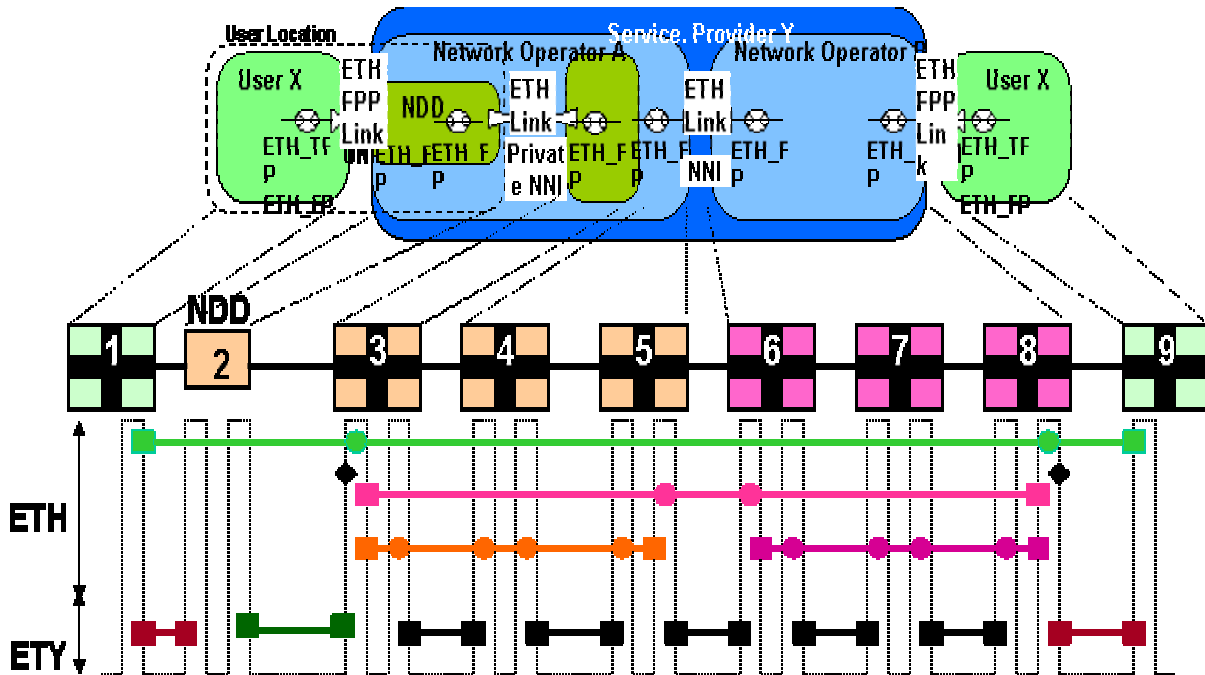 User Location
Service. Provider Y
Network Operator A
Network Operator
User X
ETH
FPP
Link
NDD
ETH
Link
Privat
e NNI
ETH
Link
NNI
ETH
FPP
Lin
k
User X
ETH_TF
P
ETH_FP
ETH_F
P
ETH_F
P
ETH_F
P
ETH_F
P
ETH_F
P
ETH_
P
ETH_TF
P
ETH_FP
NDD
1
2
3
4
5
6
7
8
9
ETH
ETY